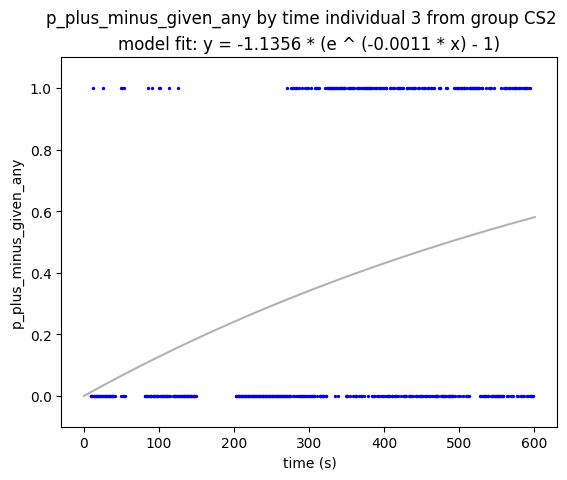 p_plus_minus_given_any by time individual 3 from group CS2
model fit: y = -1.1356 * (e ^ (-0.0011 * x) - 1)
1.0
0.8
0.6
0.4
0.2
0.0
p_plus_minus_given_any
0 100 200 300 400 500 600
time (s)